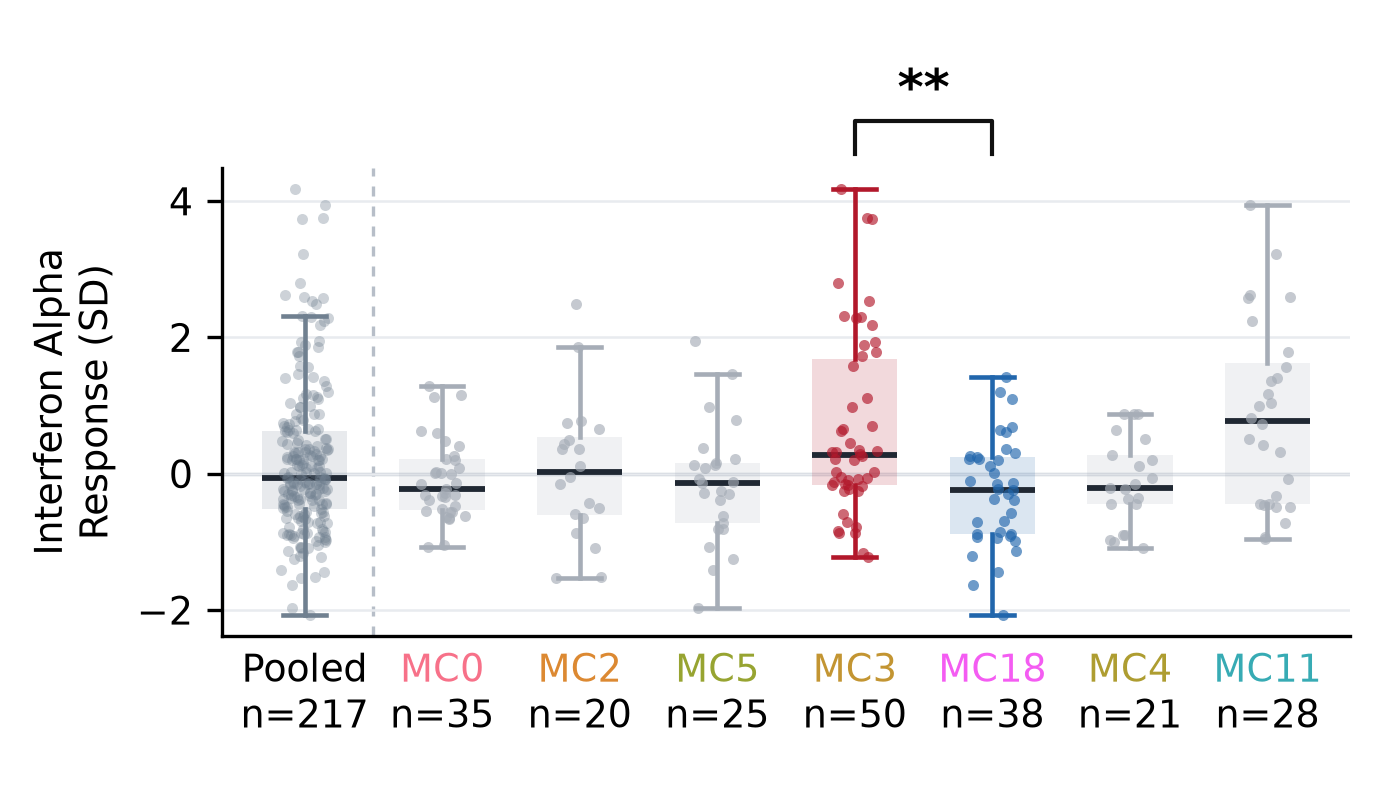 **
Interferon Alpha
Response (SD)
4
2
0
−2
Pooled MC0 MC2 MC5 MC3 MC18 MC4 MC11
n=217 n=35 n=20 n=25 n=50 n=38 n=21 n=28